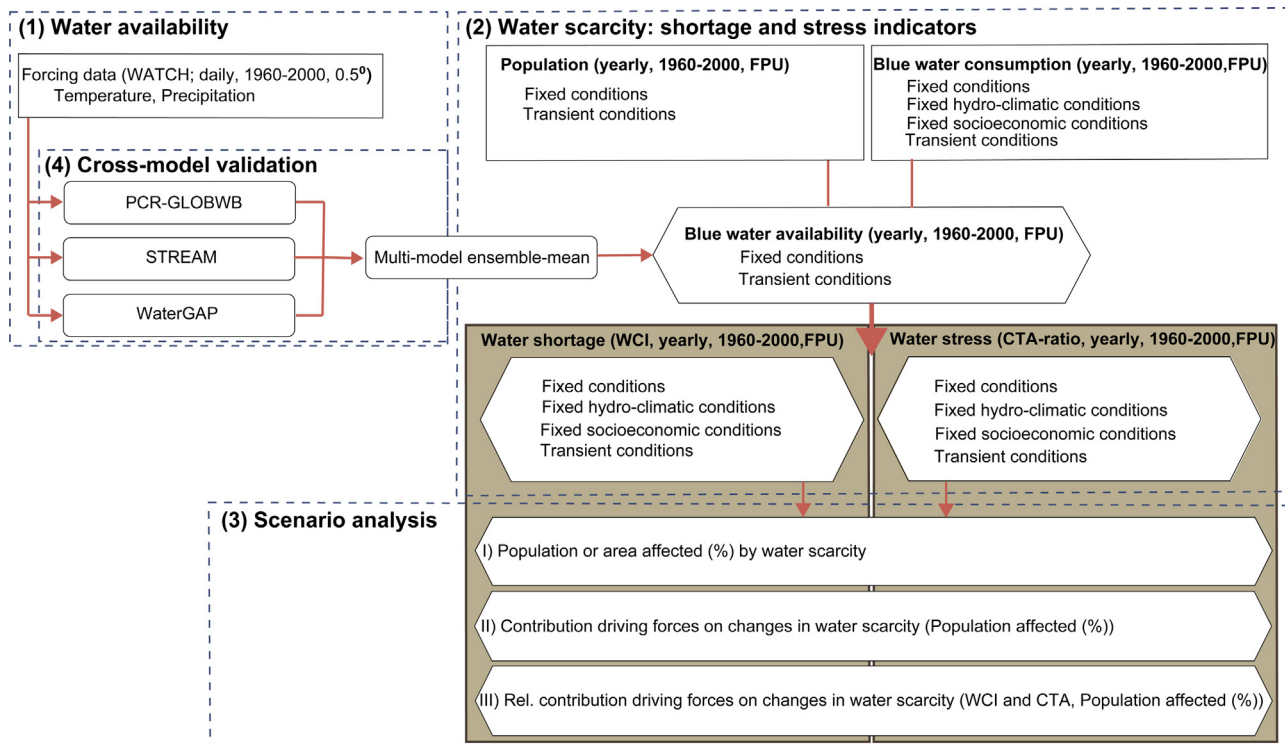 (1) Water availability
Forcing data (WATCH; daily, 1960-2000, 0.5⁰)
Temperature, Precipitation
(4) Cross-model validation
PCR-GLOBWB
STREAM
WaterGAP
Multi-model ensemble-mean
(2) Water scarcity: shortage and stress indicators
Population (yearly, 1960-2000, FPU)
Fixed conditions
Transient conditions
Blue water consumption (yearly, 1960-2000,FPU)
Fixed conditions
Fixed hydro-climatic conditions
Fixed socioeconomic conditions
Transient conditions
Blue water availability (yearly, 1960-2000, FPU)
Fixed conditions
Transient conditions
Water shortage (WCI, yearly, 1960-2000,FPU)
Fixed conditions
Fixed hydro-climatic conditions
Fixed socioeconomic conditions
Transient conditions
Water stress (CTA-ratio, yearly, 1960-2000,FPU)
Fixed conditions
Fixed hydro-climatic conditions
Fixed socioeconomic conditions
Transient conditions
(3) Scenario analysis
I) Population or area affected (%) by water scarcity
II) Contribution driving forces on changes in water scarcity (Population affected (%))
III) Rel. contribution driving forces on changes in water scarcity (WCI and CTA, Population affected (%))